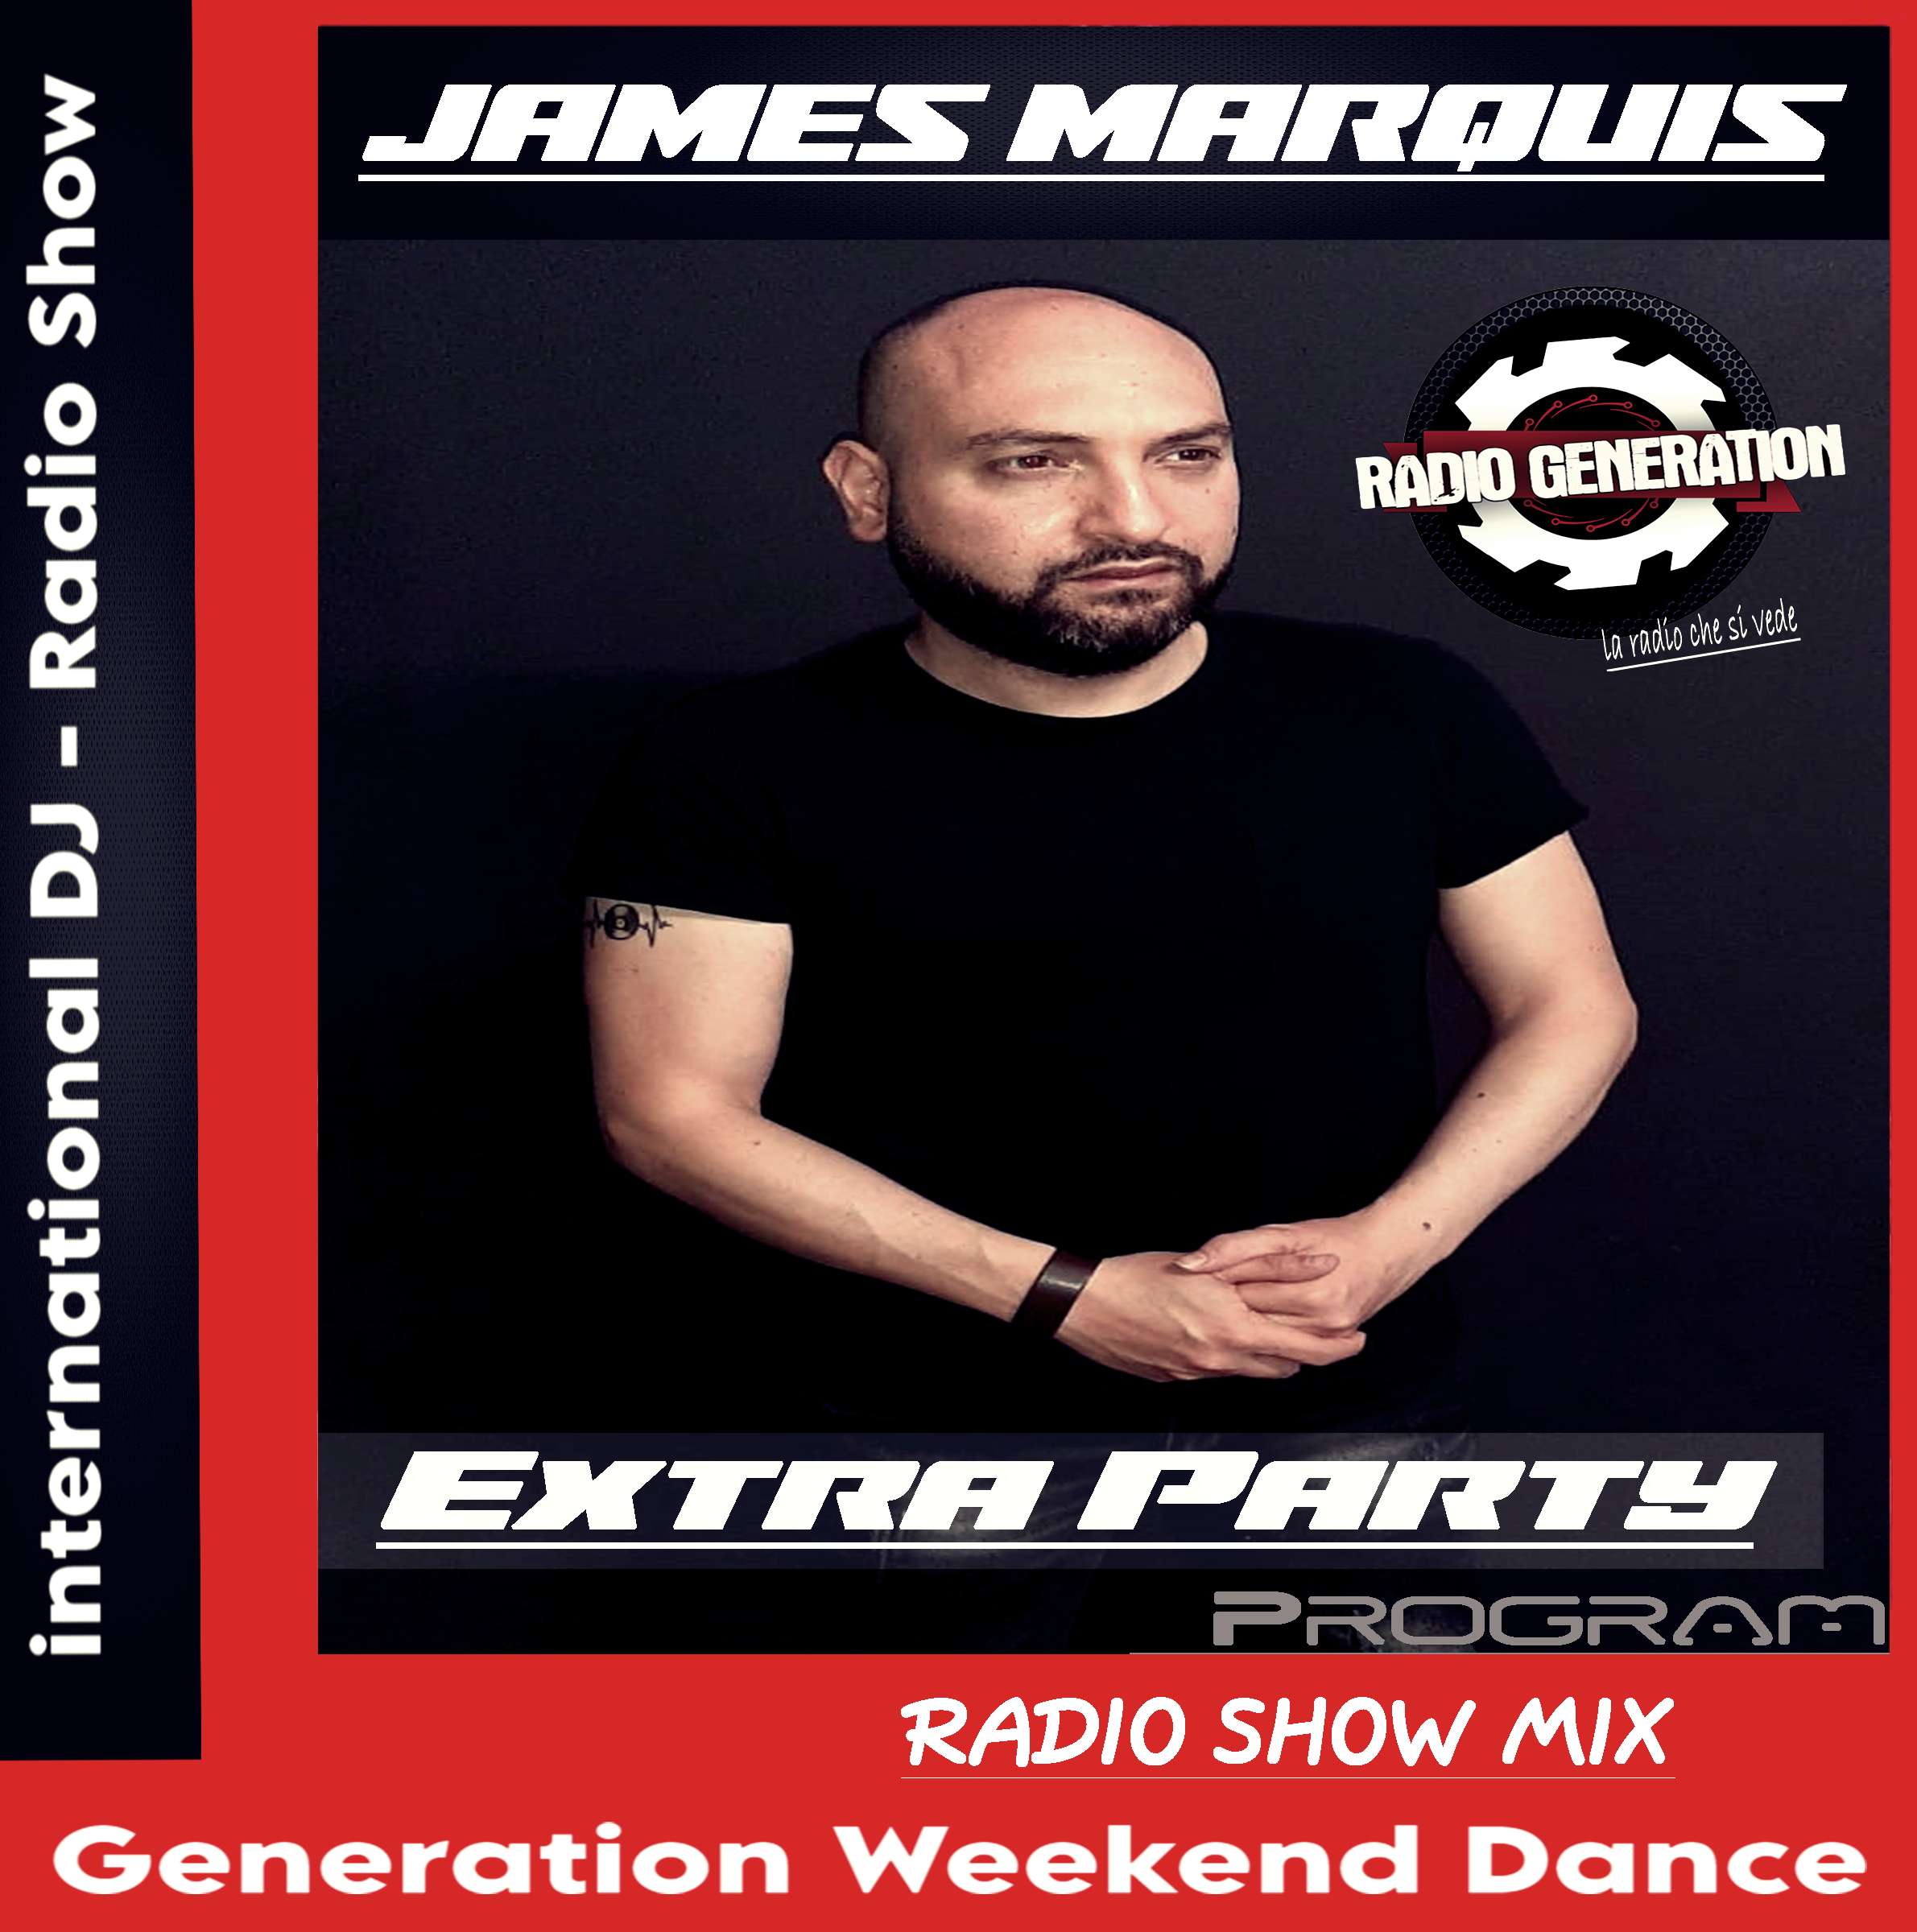 JAMES MARQUIS
international DJ - Radio Show
RADIO GENERATION
la radio che si vede
EXTRA PARTY
PROGRAM
RADIO SHOW MIX
Generation Weekend Dance